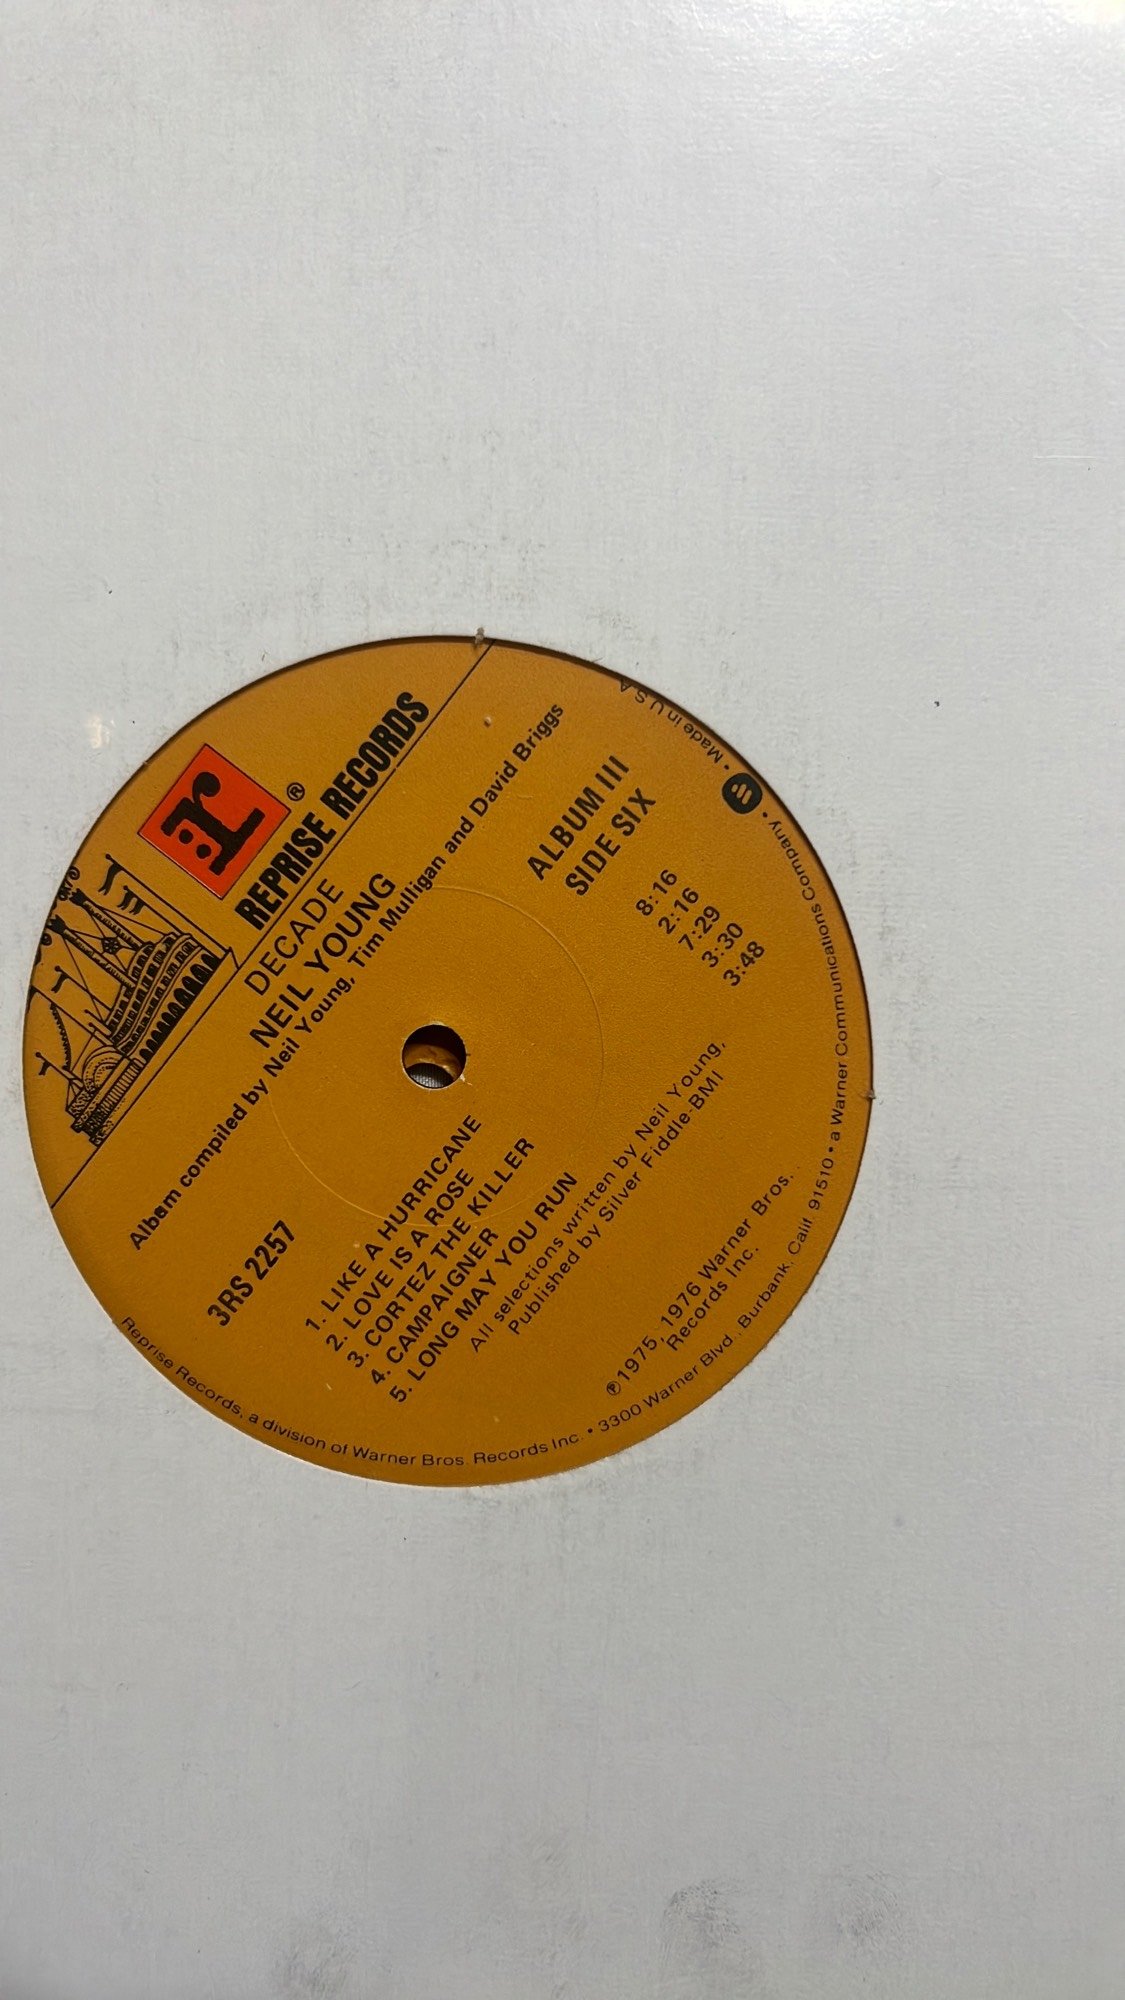 r
®
REPRISE RECORDS
DECADE
NEIL YOUNG
Album compiled by Neil Young, Tim Mulligan and David Briggs
3RS 2257
ALBUM III
SIDE SIX
1. LIKE A HURRICANE 8:16
2. LOVE IS A ROSE 2:16
3. CORTEZ THE KILLER 7:29
4. CAMPAIGNER 3:30
5. LONG MAY YOU RUN 3:48
All selections written by Neil Young,
Published by Silver Fiddle-BMI
℗ 1975, 1976 Warner Bros.
Records Inc.
Reprise Records, a division of Warner Bros. Records Inc. • 3300 Warner Blvd., Burbank, Calif. 91510 • a Warner Communications Company • • Made in U.S.A